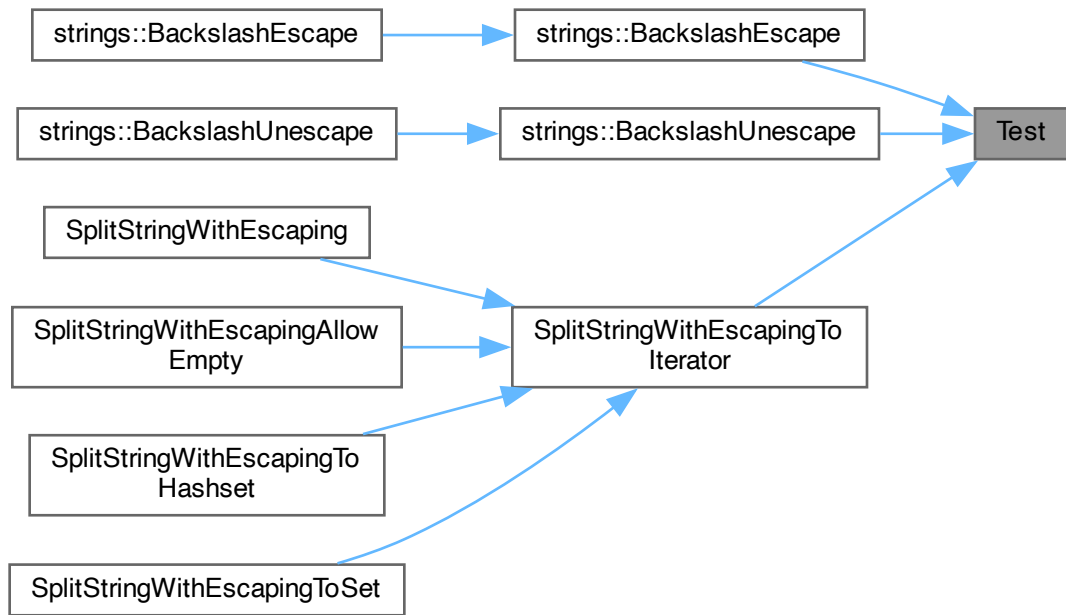 strings::BackslashEscape
strings::BackslashEscape
strings::BackslashUnescape
strings::BackslashUnescape
Test
SplitStringWithEscaping
SplitStringWithEscapingAllow
Empty
SplitStringWithEscapingTo
Iterator
SplitStringWithEscapingTo
Hashset
SplitStringWithEscapingToSet